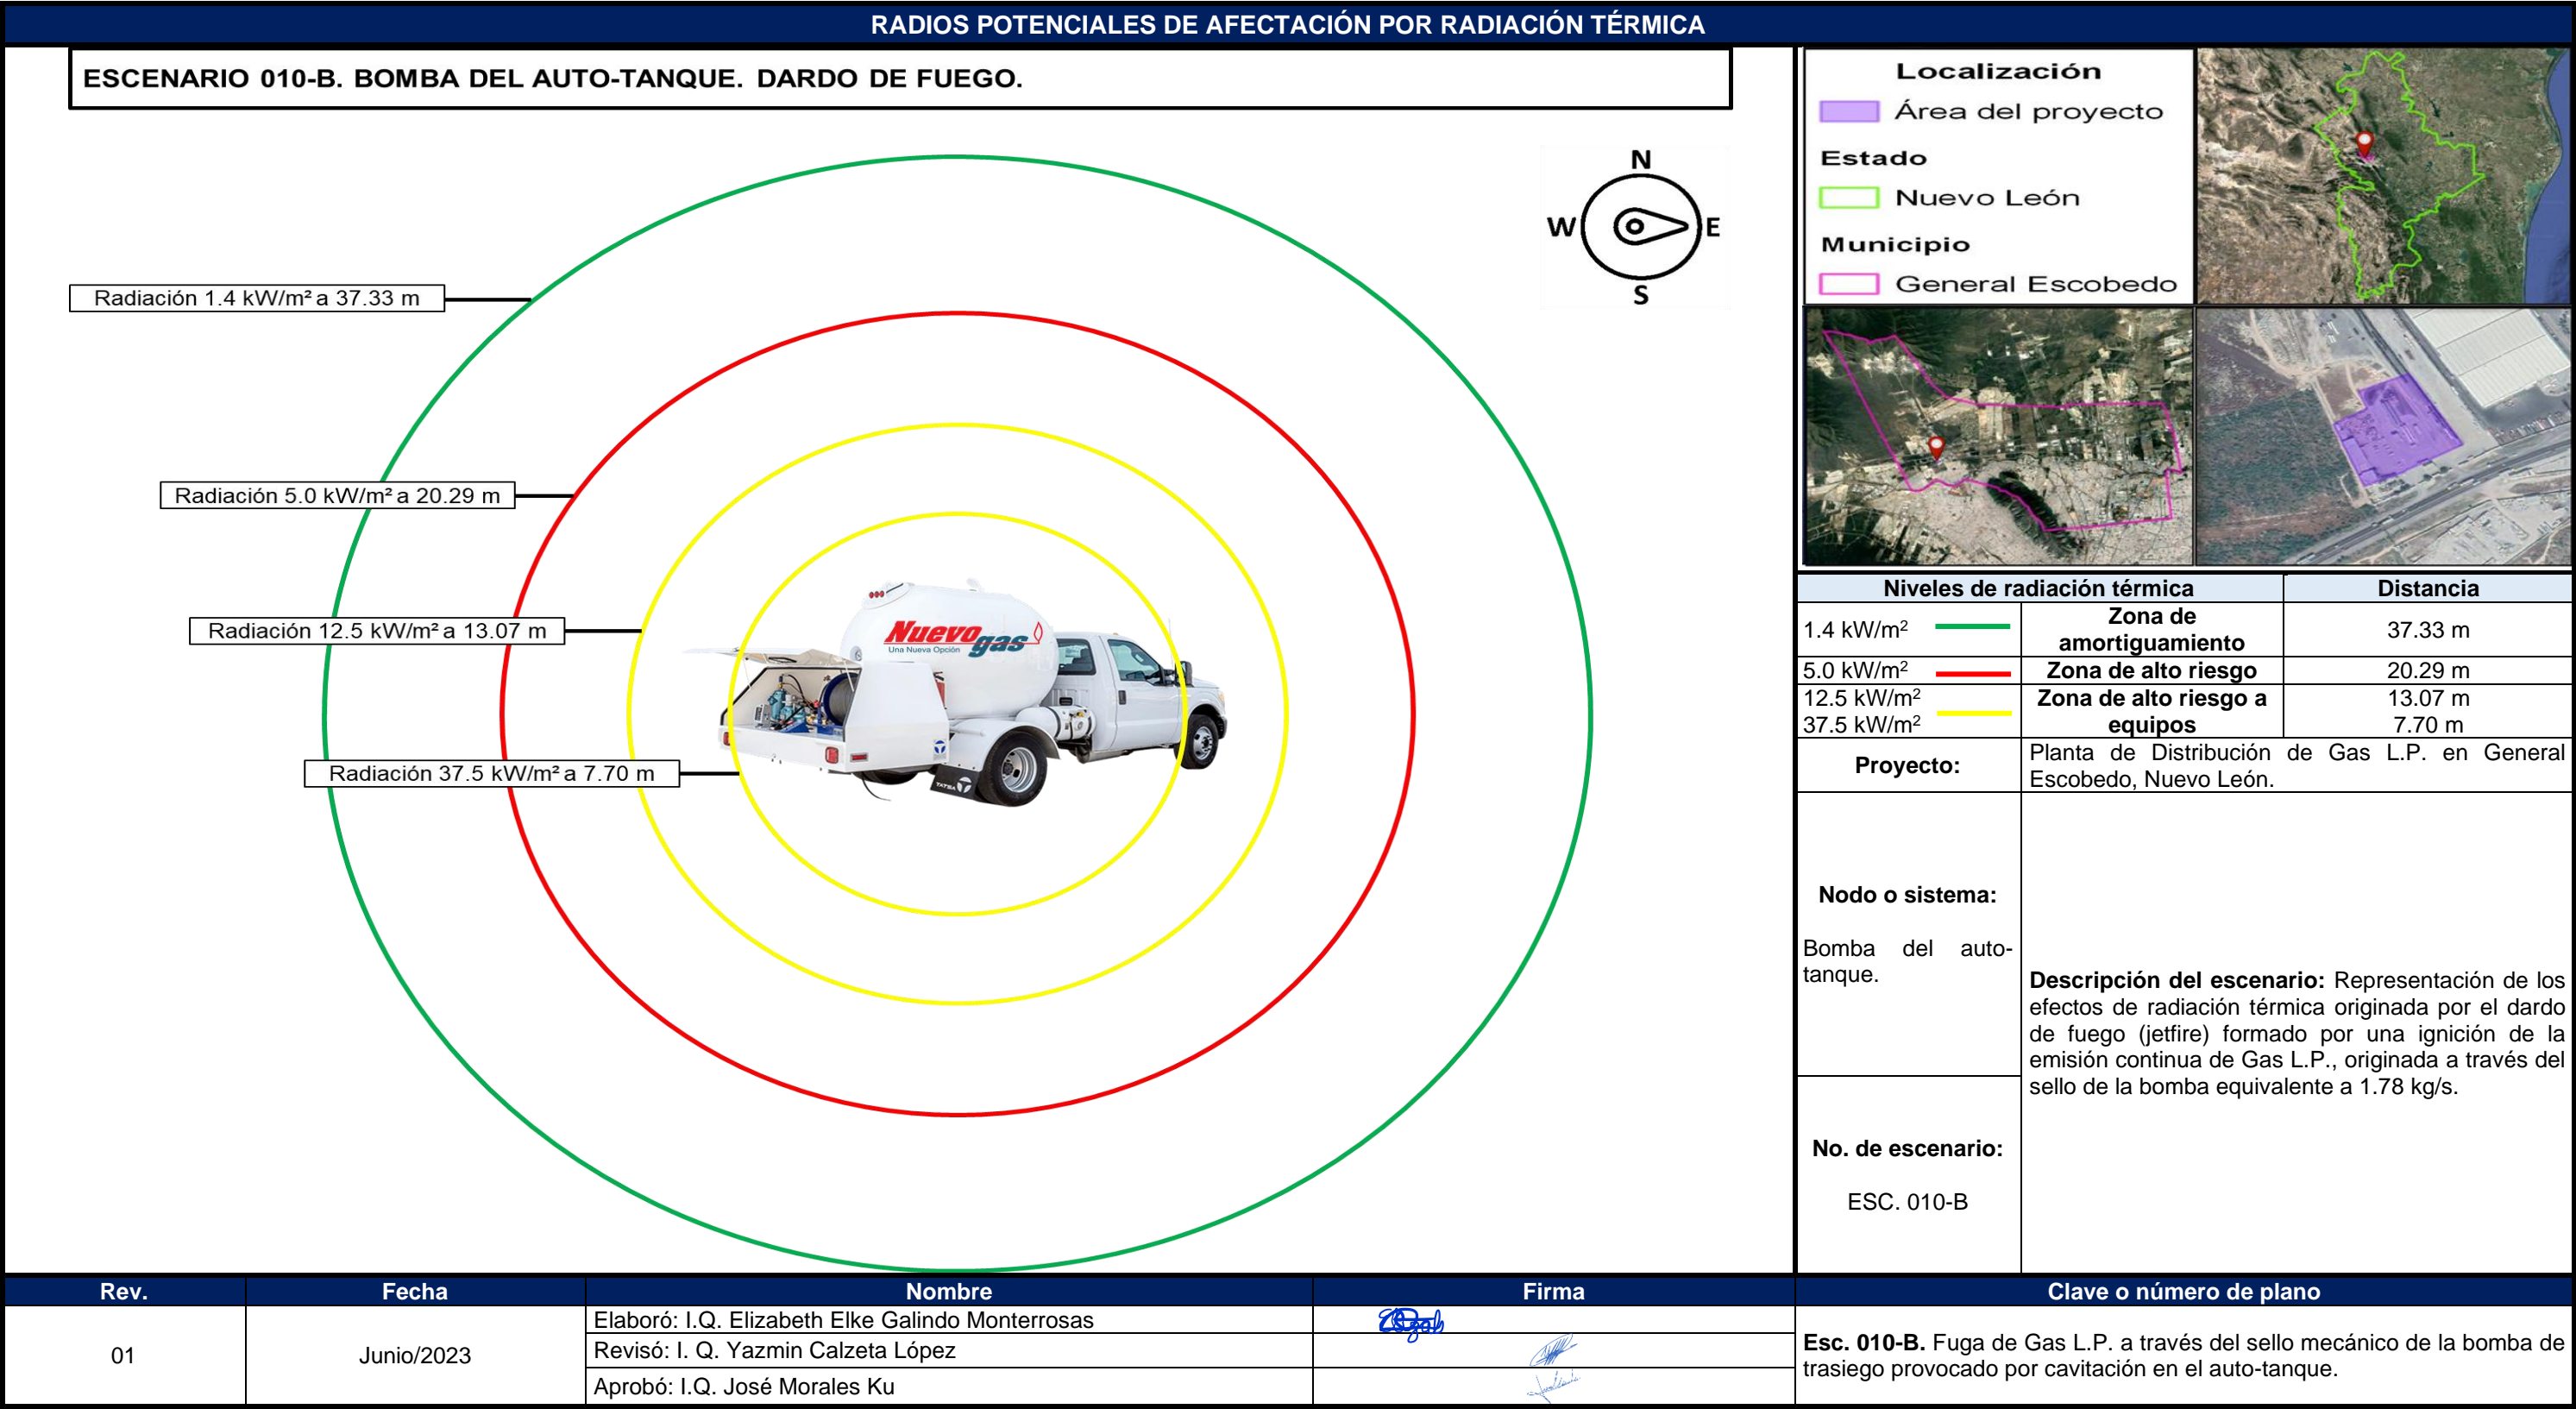 RADIOS POTENCIALES DE AFECTACIÓN POR RADIACIÓN TÉRMICA
ESCENARIO 010-B. BOMBA DEL AUTO-TANQUE. DARDO DE FUEGO.
N
W
E
S
Radiación 1.4 kW/m² a 37.33 m
Radiación 5.0 kW/m² a 20.29 m
Radiación 12.5 kW/m² a 13.07 m
Radiación 37.5 kW/m² a 7.70 m
Nuevo
gas
Una Nueva Opción
TATSA
Localización
Área del proyecto
Estado
Nuevo León
Municipio
General Escobedo
Niveles de radiación térmica Distancia
1.4 kW/m² Zona de amortiguamiento 37.33 m
5.0 kW/m² Zona de alto riesgo 20.29 m
12.5 kW/m² Zona de alto riesgo a 13.07 m
37.5 kW/m² equipos 7.70 m
Proyecto:
Planta de Distribución de Gas L.P. en General
Escobedo, Nuevo León.
Nodo o sistema:
Bomba del auto-
tanque.
No. de escenario:
ESC. 010-B
Descripción del escenario: Representación de los
efectos de radiación térmica originada por el dardo
de fuego (jetfire) formado por una ignición de la
emisión continua de Gas L.P., originada a través del
sello de la bomba equivalente a 1.78 kg/s.
Rev. Fecha Nombre Firma Clave o número de plano
01
Junio/2023
Elaboró: I.Q. Elizabeth Elke Galindo Monterrosas
Revisó: I. Q. Yazmin Calzeta López
Aprobó: I.Q. José Morales Ku
Esc. 010-B. Fuga de Gas L.P. a través del sello mecánico de la bomba de
trasiego provocado por cavitación en el auto-tanque.